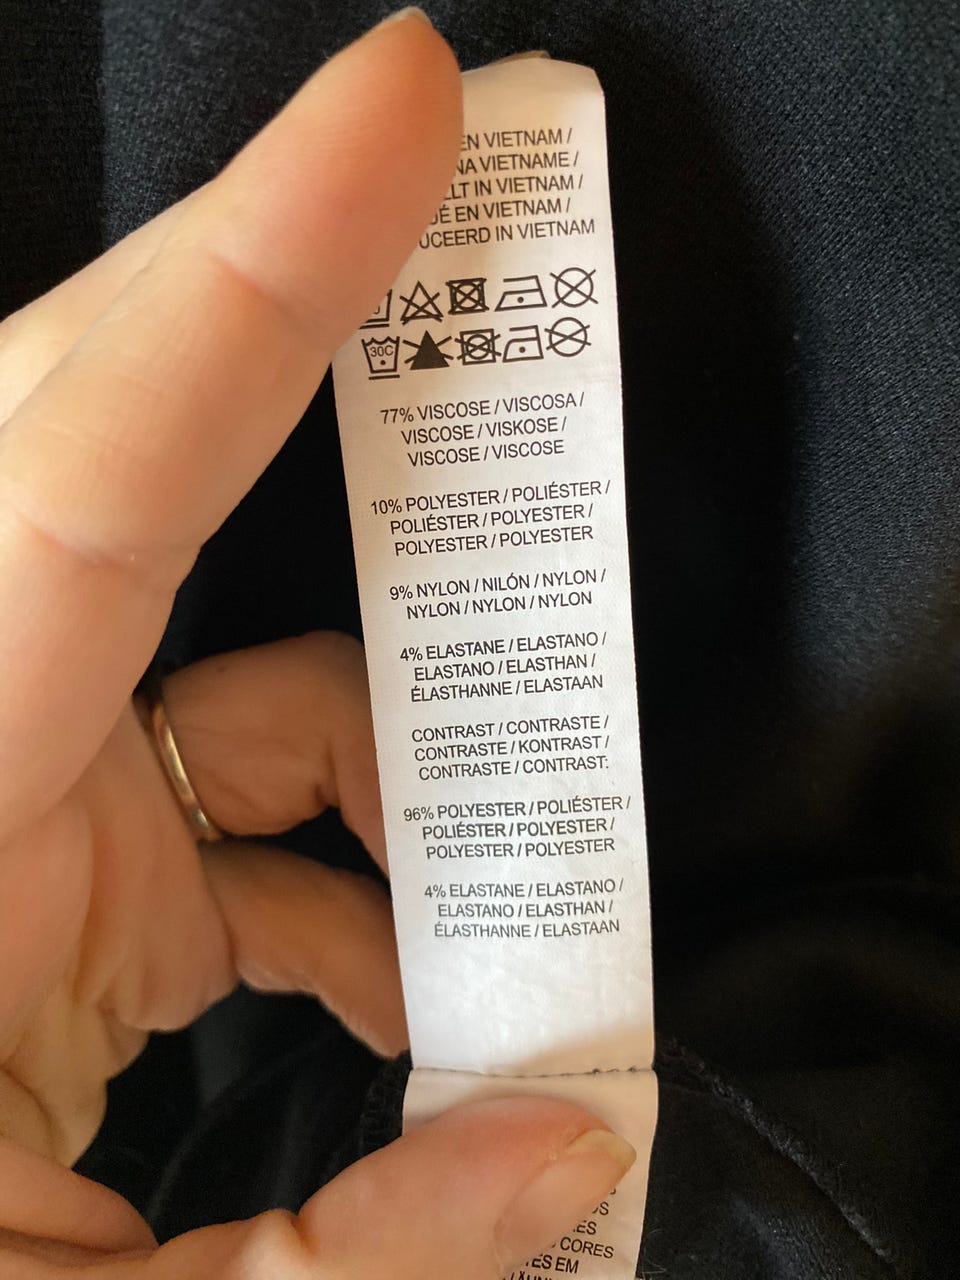 EN VIETNAM /
VIETNAME /
IN VIETNAM /
EN VIETNAM /
IN VIETNAM
30C
77% VISCOSE / VISCOSA /
VISCOSE / VISKOSE /
VISCOSE / VISCOSE
10% POLYESTER / POLIÉSTER /
POLIÉSTER / POLYESTER /
POLYESTER / POLYESTER
9% NYLON / NILÓN / NYLON /
NYLON / NYLON / NYLON
4% ELASTANE / ELASTANO /
ELASTANO / ELASTHAN /
ÉLASTHANNE / ELASTAAN
CONTRAST / CONTRASTE /
CONTRASTE / KONTRAST /
CONTRASTE / CONTRAST:
96% POLYESTER / POLIÉSTER /
POLIÉSTER / POLYESTER /
POLYESTER / POLYESTER
4% ELASTANE / ELASTANO /
ELASTANO / ELASTHAN /
ÉLASTHANNE / ELASTAAN
CORES
EM